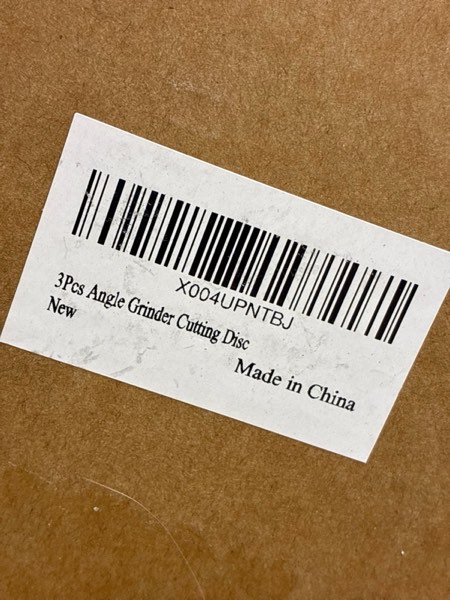 X004UPNTBJ
3Pcs Angle Grinder Cutting Disc
New
Made in China